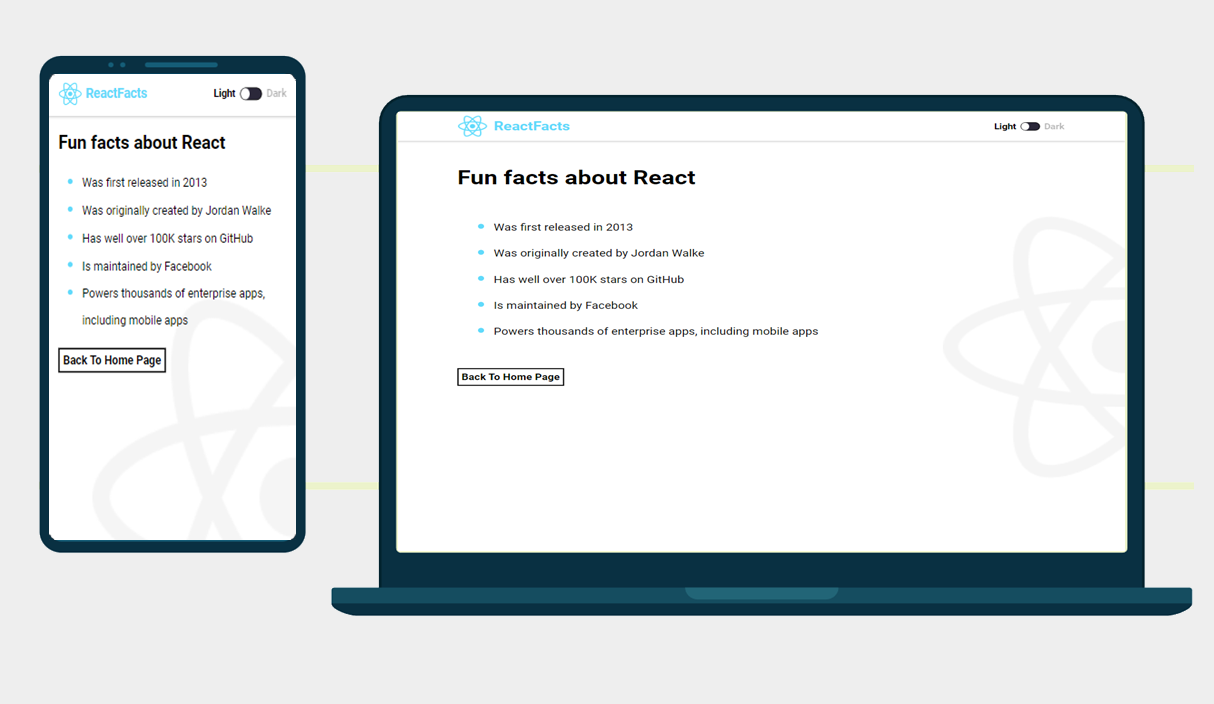 ReactFacts
Light Dark
Fun facts about React
Was first released in 2013
Was originally created by Jordan Walke
Has well over 100K stars on GitHub
Is maintained by Facebook
Powers thousands of enterprise apps,
including mobile apps
Back To Home Page
ReactFacts
Light Dark
Fun facts about React
Was first released in 2013
Was originally created by Jordan Walke
Has well over 100K stars on GitHub
Is maintained by Facebook
Powers thousands of enterprise apps, including mobile apps
Back To Home Page